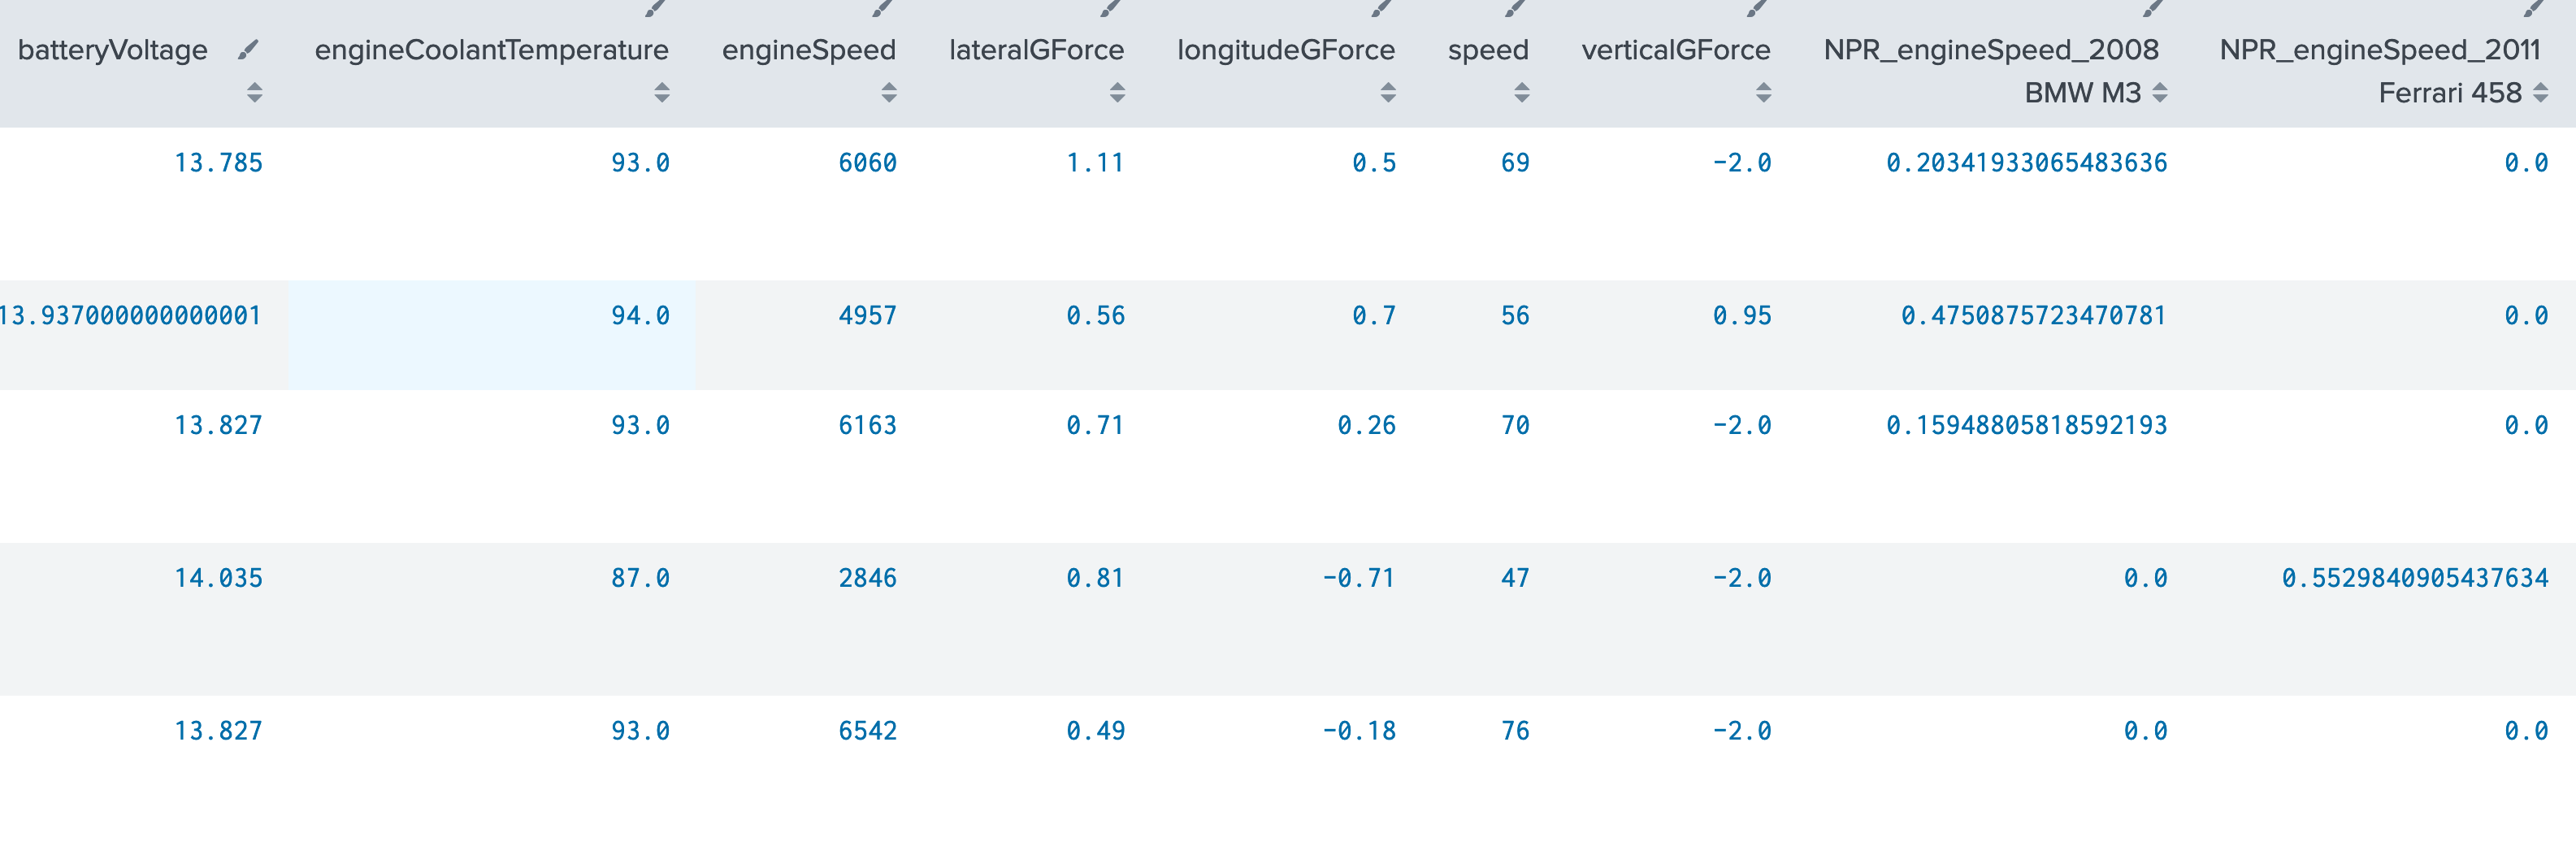 batteryVoltage engineCoolantTemperature engineSpeed lateralGForce longitudeGForce speed verticalGForce NPR_engineSpeed_2008 NPR_engineSpeed_2011
BMW M3 Ferrari 458
13.785 93.0 6060 1.11 0.5 69 -2.0 0.20341933065483636 0.0
13.937000000000001 94.0 4957 0.56 0.7 56 0.95 0.4750875723470781 0.0
13.827 93.0 6163 0.71 0.26 70 -2.0 0.15948805818592193 0.0
14.035 87.0 2846 0.81 -0.71 47 -2.0 0.0 0.5529840905437634
13.827 93.0 6542 0.49 -0.18 76 -2.0 0.0 0.0